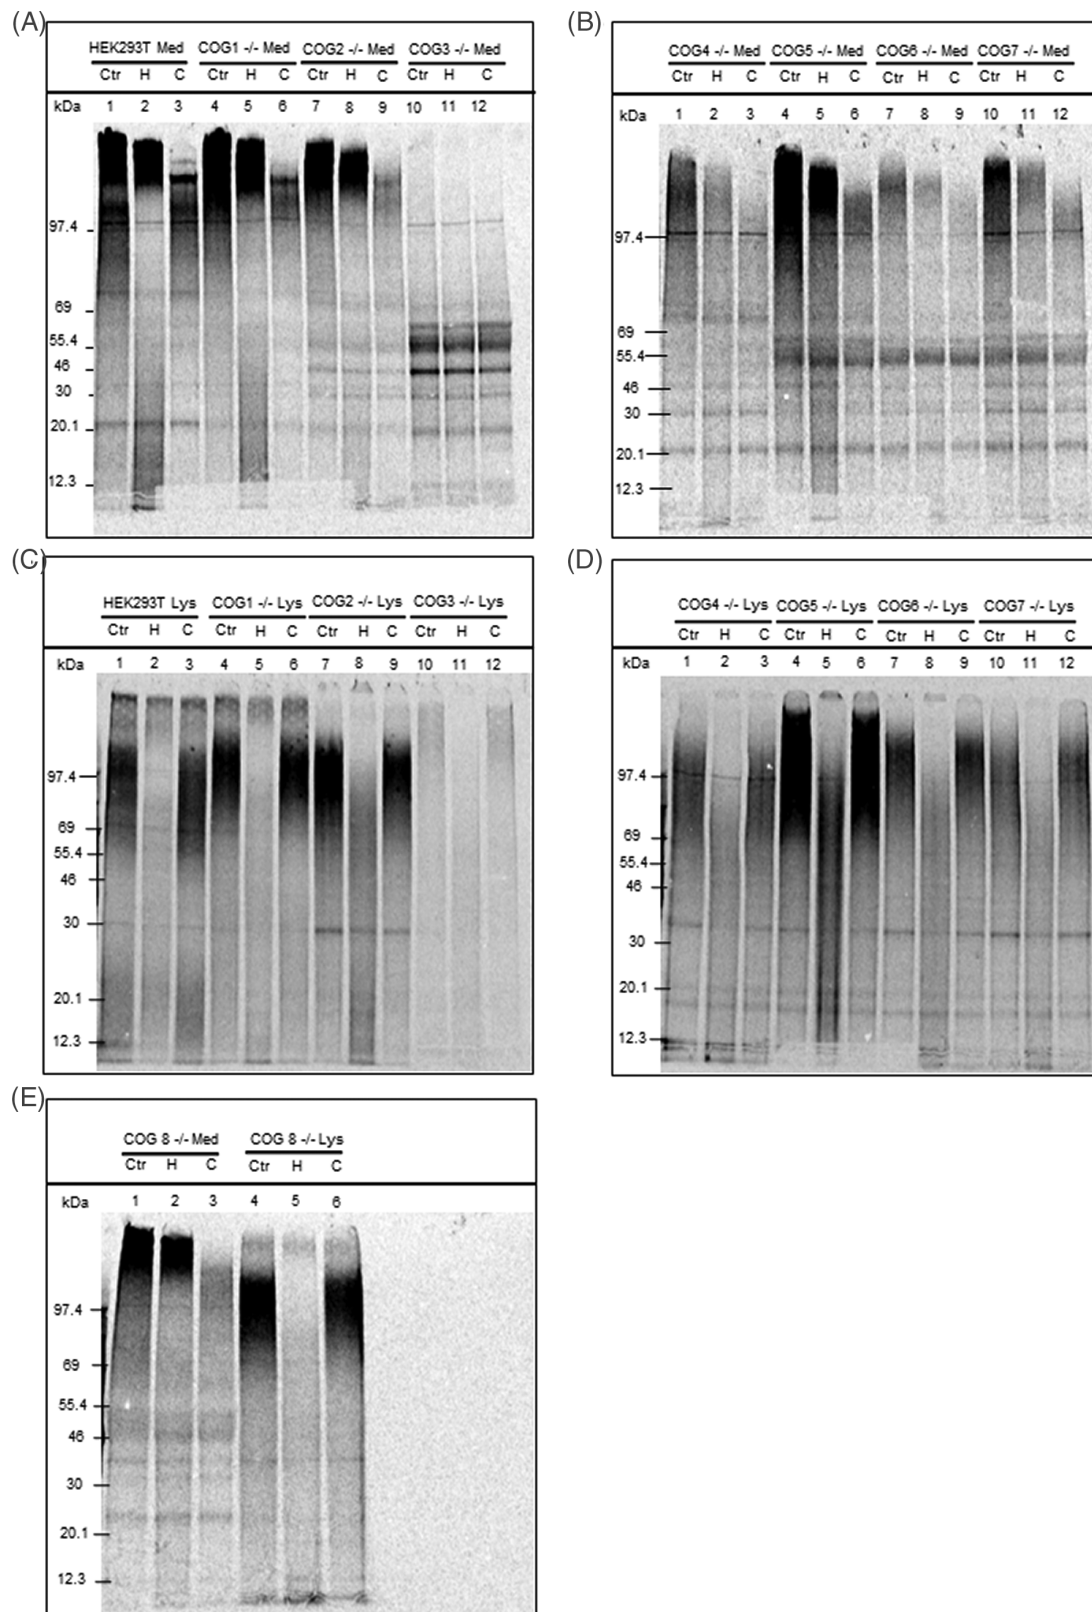 (A)
HEK293T Med COG1 -/- Med COG2 -/- Med COG3 -/- Med
Ctr H C Ctr H C Ctr H C Ctr H C
kDa 1 2 3 4 5 6 7 8 9 10 11 12
97.4
69
55.4
46
30
20.1
12.3
(B)
COG4 -/- Med COG5 -/- Med COG6 -/- Med COG7 -/- Med
Ctr H C Ctr H C Ctr H C Ctr H C
kDa 1 2 3 4 5 6 7 8 9 10 11 12
97.4
69
55.4
46
30
20.1
12.3
(C)
HEK293T Lys COG1 -/- Lys COG2 -/- Lys COG3 -/- Lys
Ctr H C Ctr H C Ctr H C Ctr H C
kDa 1 2 3 4 5 6 7 8 9 10 11 12
97.4
69
55.4
46
30
20.1
12.3
(D)
COG4 -/- Lys COG5 -/- Lys COG6 -/- Lys COG7 -/- Lys
Ctr H C Ctr H C Ctr H C Ctr H C
kDa 1 2 3 4 5 6 7 8 9 10 11 12
97.4
69
55.4
46
30
20.1
12.3
(E)
COG 8 -/- Med COG 8 -/- Lys
Ctr H C Ctr H C
kDa 1 2 3 4 5 6
97.4
69
55.4
46
30
20.1
12.3